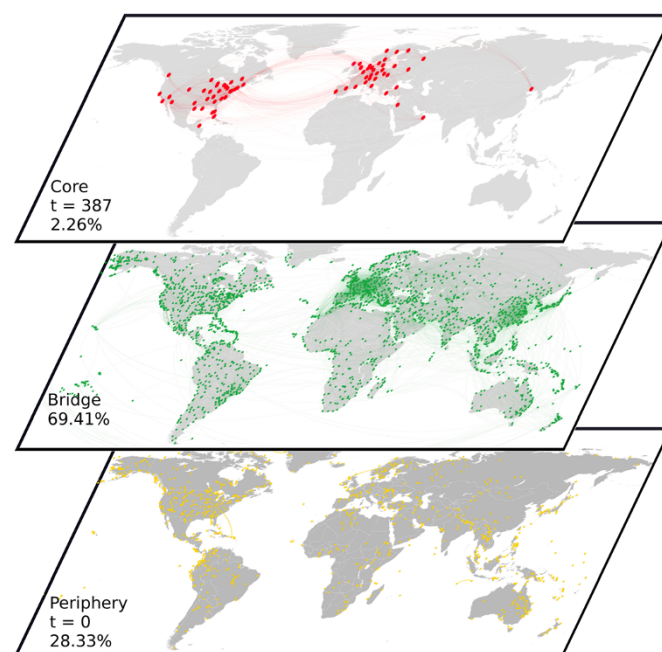 Core
t = 387
2.26%
Bridge
69.41%
Periphery
t = 0
28.33%